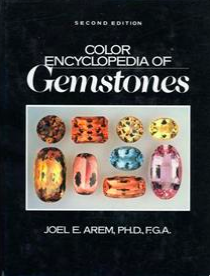 SECOND EDITION
COLOR
ENCYCLOPEDIA OF
Gemstones
JOEL E. AREM, PH.D., F.G.A.